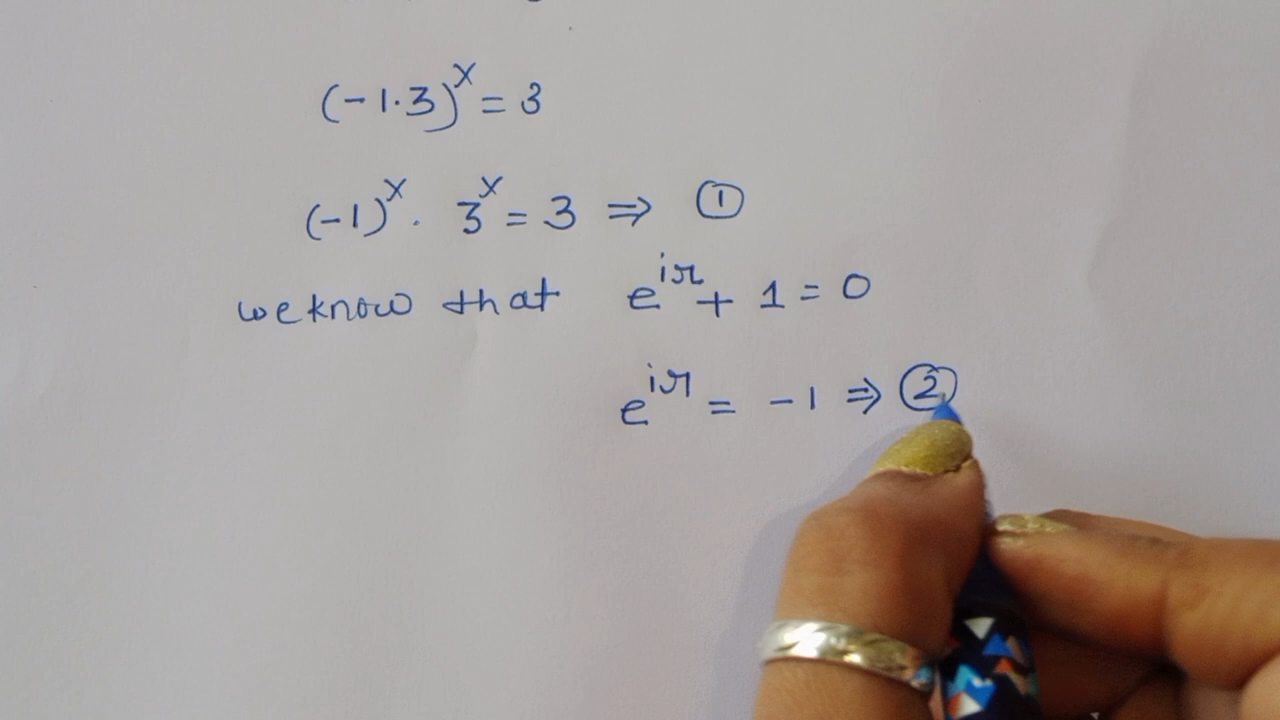 (-1.3)^x = 3
(-1)^x . 3^x = 3 ⇒ ①
we know that e^{iπ} + 1 = 0
e^{iπ} = -1 ⇒ ②